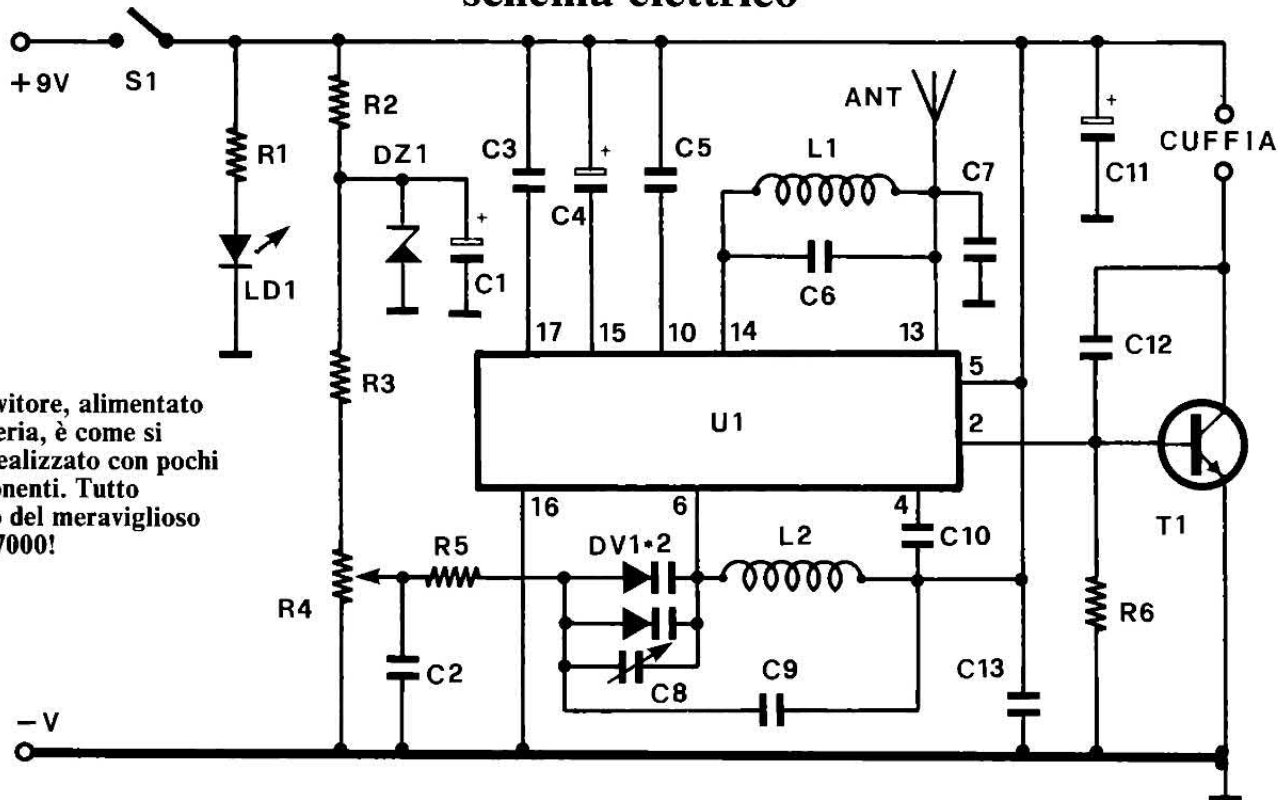 schema elettrico
+9V
S1
R1
LD1
R2
DZ1
C1
C3
C4
C5
ANT
L1
C6
C7
C11
CUFFIA
17
15
10
14
13
R3
5
2
U1
C12
T1
vitore, alimentato
eria, è come si
ealizzato con pochi
nenti. Tutto
o del meraviglioso
7000!
16
6
4
R5
DV1*2
L2
C10
R4
C2
C8
C9
C13
R6
-V